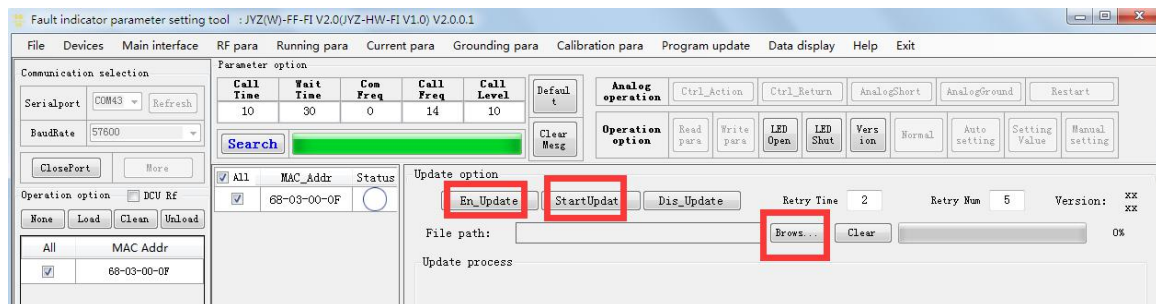 Fault indicator parameter setting tool : JYZ(W)-FF-FI V2.0(JYZ-HW-FI V1.0) V2.0.0.1
File Devices Main interface RF para Running para Current para Grounding para Calibration para Program update Data display Help Exit
Communication selection
Serialport COM43 Refresh
BaudRate 57600
ClosePort More
Operation option DCU Rf
None Load Clean Unload
All MAC Addr
68-03-00-0F
Parameter option
Call Time Wait Time Com Freq Call Freq Call Level
10 30 0 14 10
Defaul
t
Search
Clear
Mesg
Analog
operation
Ctrl_Action Ctrl_Return AnalogShort AnalogGround Restart
Operation
option
Read para Write para LED Open LED Shut Vers ion Normal Auto setting Setting Value Manual setting
All MAC_Addr Status
68-03-00-0F
Update option
En_Update StartUpdat Dis_Update Retry Time 2 Retry Num 5 Version: XX XX
File path: Brows... Clear 0%
Update process